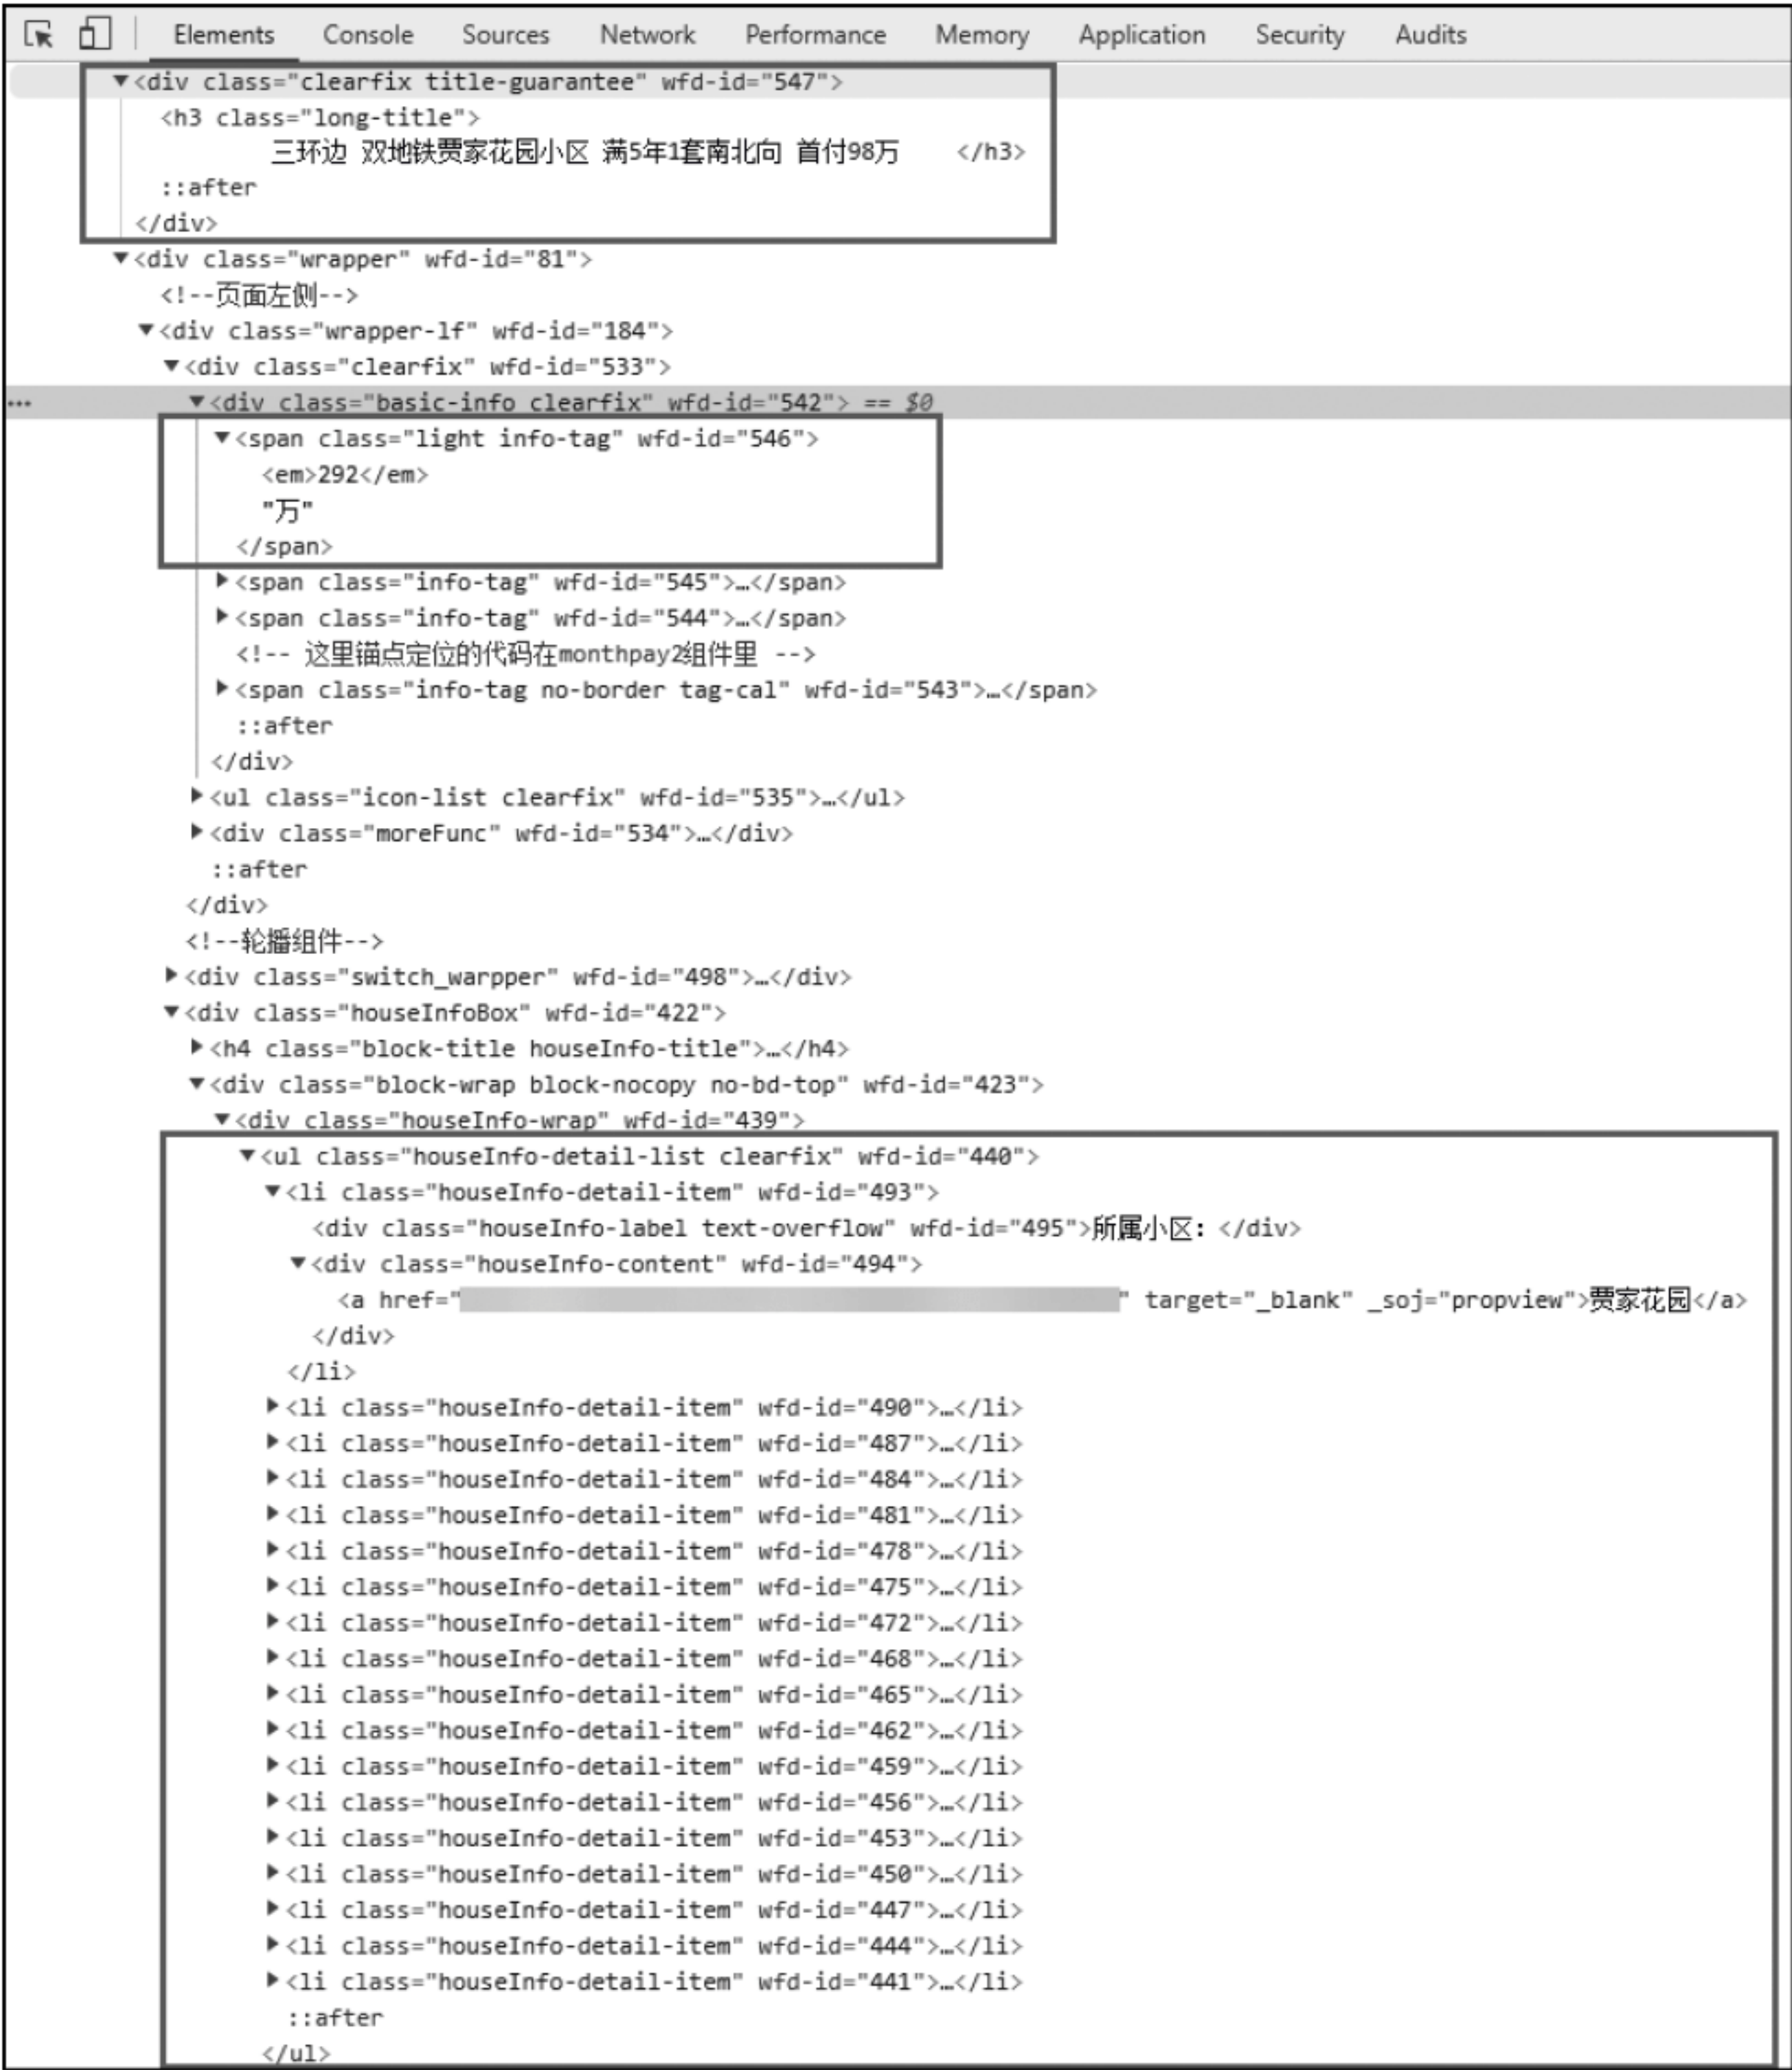 Elements Console Sources Network Performance Memory Application Security Audits
▼<div class="clearfix title-guarantee" wfd-id="547">
<h3 class="long-title">
三环边 双地铁贾家花园小区 满5年1套南北向 首付98万 </h3>
::after
</div>
▼<div class="wrapper" wfd-id="81">
<!--页面左侧-->
▼<div class="wrapper-lf" wfd-id="184">
▼<div class="clearfix" wfd-id="533">
… ▼<div class="basic-info clearfix" wfd-id="542"> == $0
▼<span class="light info-tag" wfd-id="546">
<em>292</em>
"万"
</span>
▶<span class="info-tag" wfd-id="545">…</span>
▶<span class="info-tag" wfd-id="544">…</span>
<!-- 这里锚点定位的代码在monthpay2组件里 -->
▶<span class="info-tag no-border tag-cal" wfd-id="543">…</span>
::after
</div>
▶<ul class="icon-list clearfix" wfd-id="535">…</ul>
▶<div class="moreFunc" wfd-id="534">…</div>
::after
</div>
<!--轮播组件-->
▶<div class="switch_warpper" wfd-id="498">…</div>
▼<div class="houseInfoBox" wfd-id="422">
▶<h4 class="block-title houseInfo-title">…</h4>
▼<div class="block-wrap block-nocopy no-bd-top" wfd-id="423">
▼<div class="houseInfo-wrap" wfd-id="439">
▼<ul class="houseInfo-detail-list clearfix" wfd-id="440">
▼<li class="houseInfo-detail-item" wfd-id="493">
<div class="houseInfo-label text-overflow" wfd-id="495">所属小区: </div>
▼<div class="houseInfo-content" wfd-id="494">
<a href="" target="_blank" _soj="propview">贾家花园</a>
</div>
</li>
▶<li class="houseInfo-detail-item" wfd-id="490">…</li>
▶<li class="houseInfo-detail-item" wfd-id="487">…</li>
▶<li class="houseInfo-detail-item" wfd-id="484">…</li>
▶<li class="houseInfo-detail-item" wfd-id="481">…</li>
▶<li class="houseInfo-detail-item" wfd-id="478">…</li>
▶<li class="houseInfo-detail-item" wfd-id="475">…</li>
▶<li class="houseInfo-detail-item" wfd-id="472">…</li>
▶<li class="houseInfo-detail-item" wfd-id="468">…</li>
▶<li class="houseInfo-detail-item" wfd-id="465">…</li>
▶<li class="houseInfo-detail-item" wfd-id="462">…</li>
▶<li class="houseInfo-detail-item" wfd-id="459">…</li>
▶<li class="houseInfo-detail-item" wfd-id="456">…</li>
▶<li class="houseInfo-detail-item" wfd-id="453">…</li>
▶<li class="houseInfo-detail-item" wfd-id="450">…</li>
▶<li class="houseInfo-detail-item" wfd-id="447">…</li>
▶<li class="houseInfo-detail-item" wfd-id="444">…</li>
▶<li class="houseInfo-detail-item" wfd-id="441">…</li>
::after
</ul>